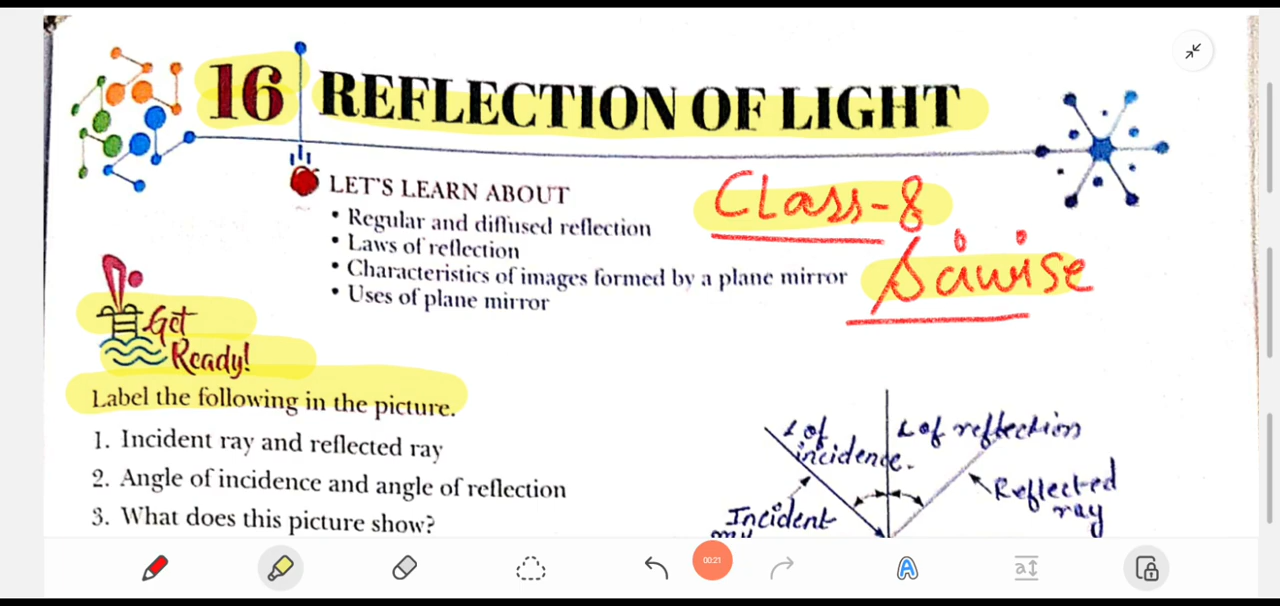 16 REFLECTION OF LIGHT
LET'S LEARN ABOUT
• Regular and diffused reflection
• Laws of reflection
• Characteristics of images formed by a plane mirror
• Uses of plane mirror
Class-8
Get
Ready!
Label the following in the picture.
1. Incident ray and reflected ray
2. Angle of incidence and angle of reflection
3. What does this picture show?
∠ of
incidence.
∠ of reflection
Reflected
ray
Incident
00:21
A
a